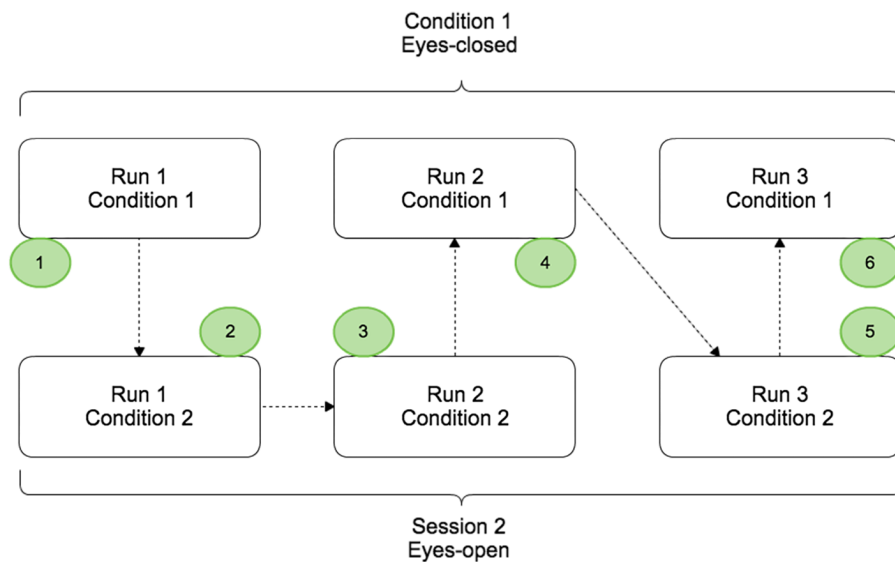 Condition 1
Eyes-closed
Run 1
Condition 1
Run 2
Condition 1
Run 3
Condition 1
1
4
6
2
3
5
Run 1
Condition 2
Run 2
Condition 2
Run 3
Condition 2
Session 2
Eyes-open